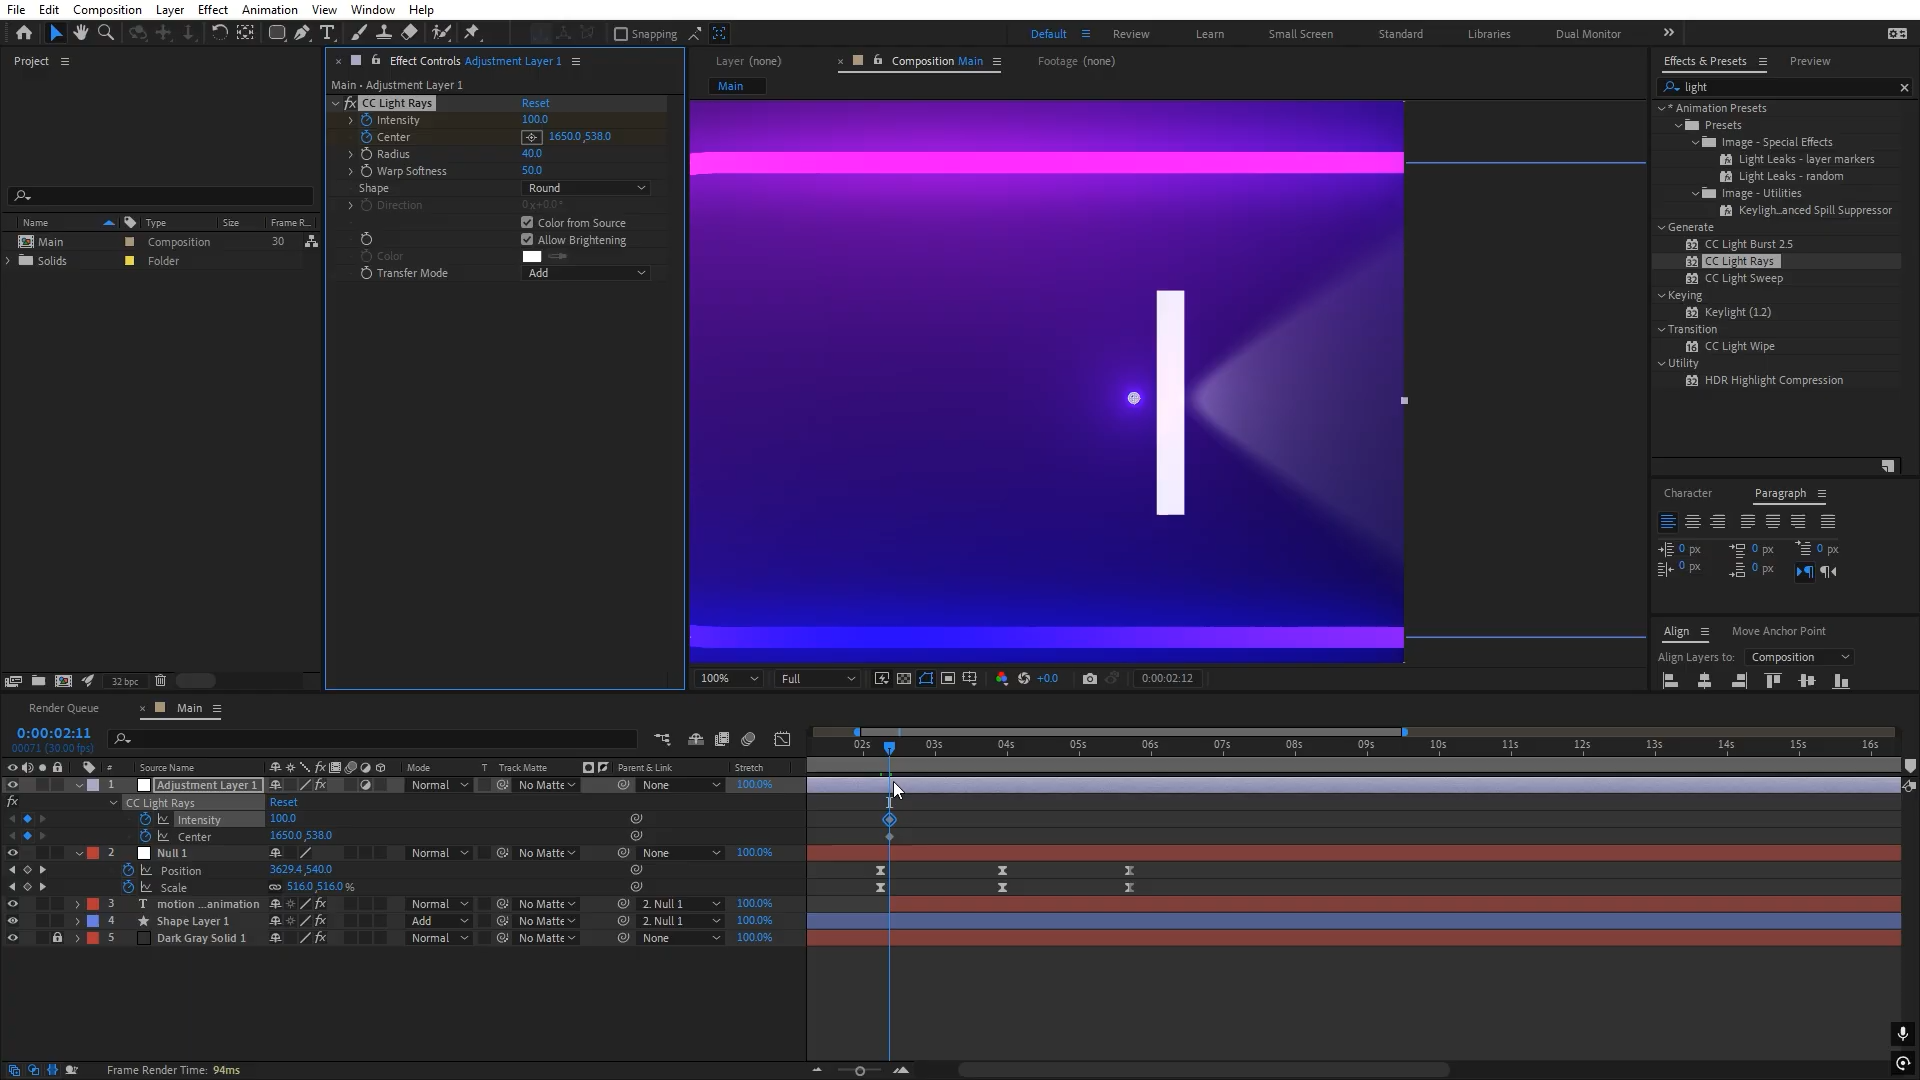 File Edit Composition Layer Effect Animation View Window Help
Snapping
Default Review Learn Small Screen Standard Libraries Dual Monitor
Project
Effect Controls Adjustment Layer 1
Layer (none) Composition Main Footage (none)
Effects & Presets Preview
Main • Adjustment Layer 1
Main
light
fx CC Light Rays Reset
Intensity 100.0
Center 1650.0,538.0
Radius 40.0
Warp Softness 50.0
Shape Round
Direction 0x+0.0°
Color from Source
Allow Brightening
Color
Transfer Mode Add
* Animation Presets
Presets
Image - Special Effects
Light Leaks - layer markers
Light Leaks - random
Image - Utilities
Keyligh...anced Spill Suppressor
Generate
CC Light Burst 2.5
CC Light Rays
CC Light Sweep
Keying
Keylight (1.2)
Transition
CC Light Wipe
Utility
HDR Highlight Compression
Name Type Size Frame R...
Main Composition 30
Solids Folder
Character Paragraph
0 px 0 px 0 px
0 px 0 px
Align Move Anchor Point
Align Layers to: Composition
32 bpc
100% Full +0.0 0:00:02:12
Render Queue Main
0:00:02:11
00071 (30.00 fps)
02s 03s 04s 05s 06s 07s 08s 09s 10s 11s 12s 13s 14s 15s 16s
# Source Name fx Mode T Track Matte Parent & Link Stretch
1 Adjustment Layer 1 fx Normal No Matte None 100.0%
fx CC Light Rays Reset
Intensity 100.0
Center 1650.0,538.0
2 Null 1 Normal No Matte None 100.0%
Position 3629.4,540.0
Scale 516.0,516.0%
3 T motion ...animation fx Normal No Matte 2. Null 1 100.0%
4 Shape Layer 1 fx Add No Matte 2. Null 1 100.0%
5 Dark Gray Solid 1 fx Normal No Matte None 100.0%
Frame Render Time: 94ms